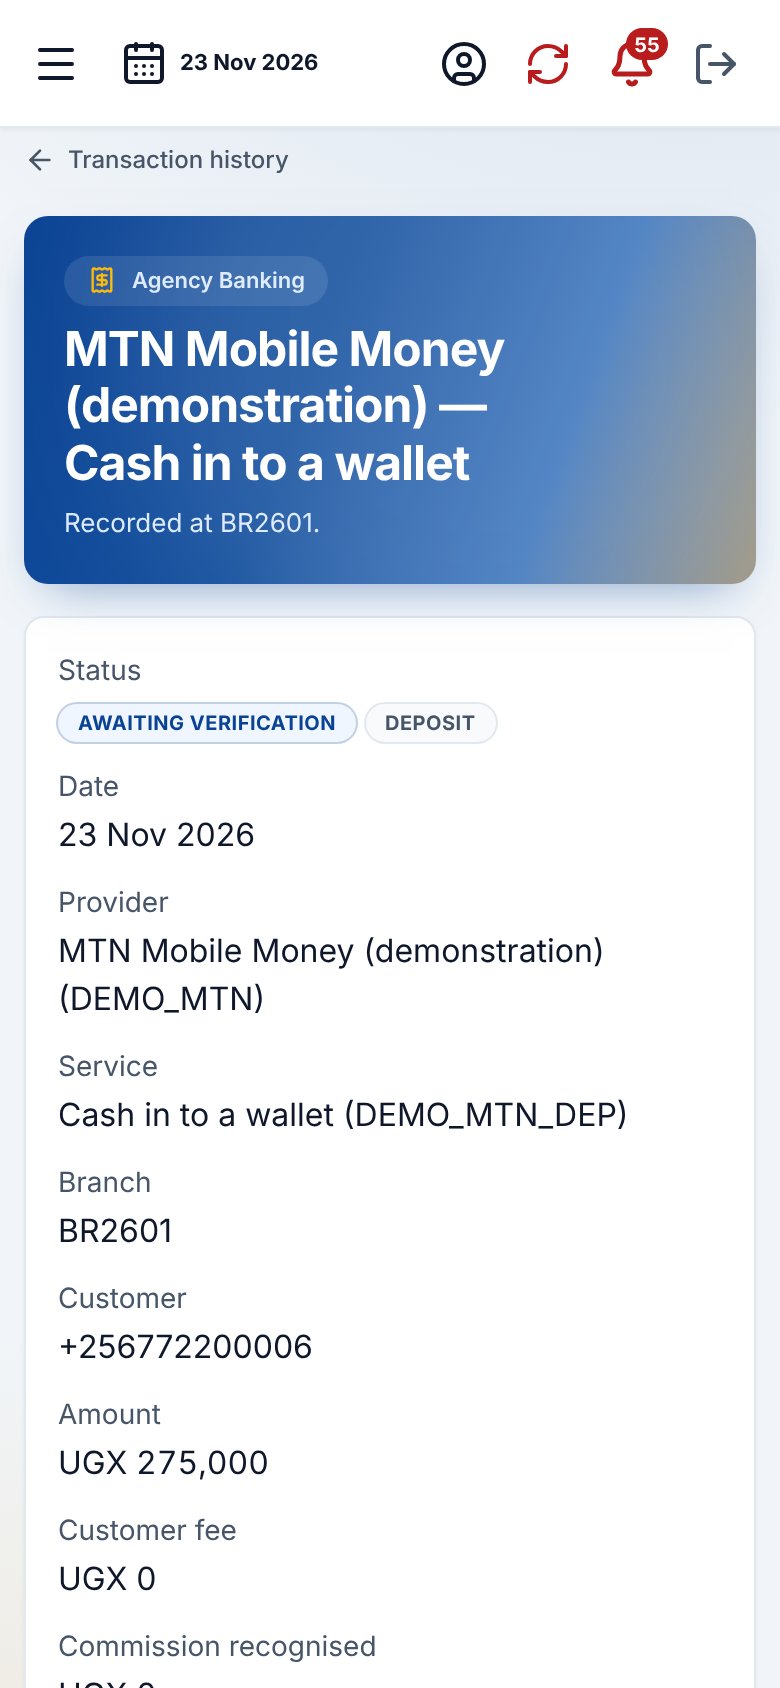 23 Nov 2026
55
Transaction history
Agency Banking
MTN Mobile Money
(demonstration) —
Cash in to a wallet
Recorded at BR2601.
Status
AWAITING VERIFICATION
DEPOSIT
Date
23 Nov 2026
Provider
MTN Mobile Money (demonstration)
(DEMO_MTN)
Service
Cash in to a wallet (DEMO_MTN_DEP)
Branch
BR2601
Customer
+256772200006
Amount
UGX 275,000
Customer fee
UGX 0
Commission recognised
UGX 0